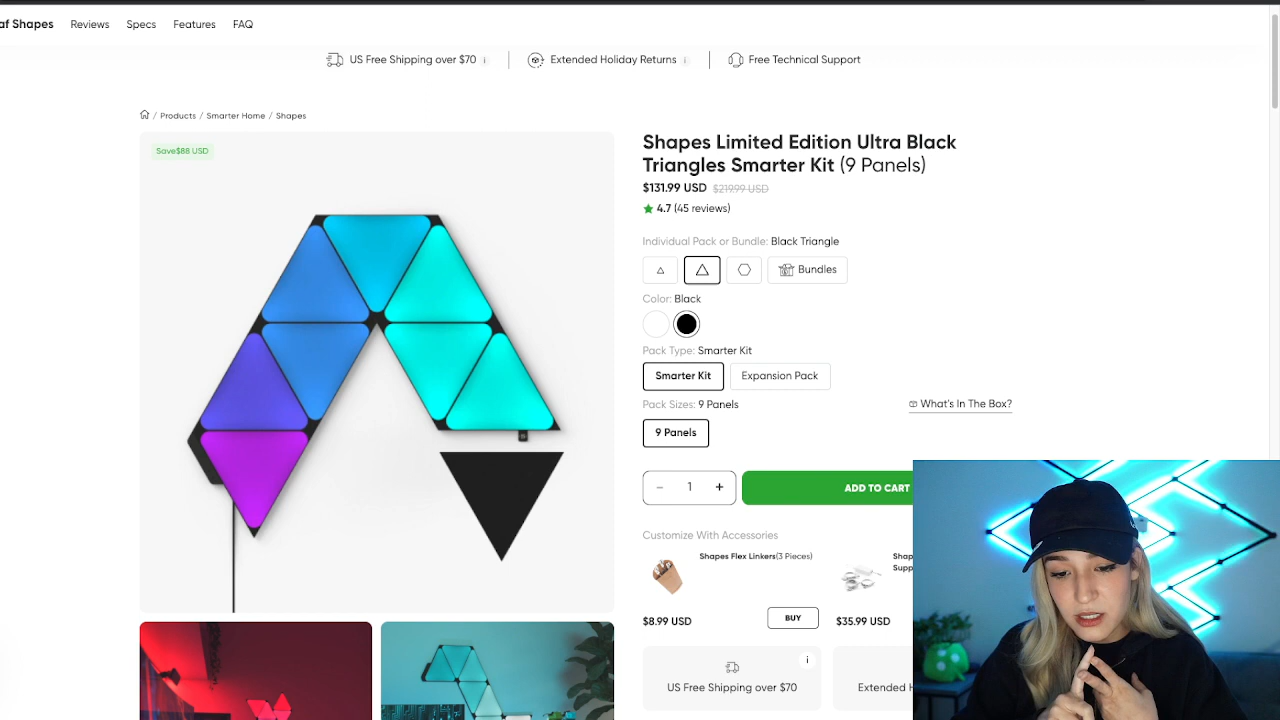 af Shapes Reviews Specs Features FAQ
US Free Shipping over $70 i Extended Holiday Returns i Free Technical Support
/ Products / Smarter Home / Shapes
Save$88 USD
Shapes Limited Edition Ultra Black
Triangles Smarter Kit (9 Panels)
$131.99 USD $219.99 USD
4.7 (45 reviews)
Individual Pack or Bundle: Black Triangle
Bundles
Color: Black
Pack Type: Smarter Kit
Smarter Kit Expansion Pack
Pack Sizes: 9 Panels
What's In The Box?
9 Panels
− 1 +
ADD TO CART
Customize With Accessories
Shapes Flex Linkers(3 Pieces)
Shap
Supp
$8.99 USD
BUY
$35.99 USD
i
US Free Shipping over $70
Extended H